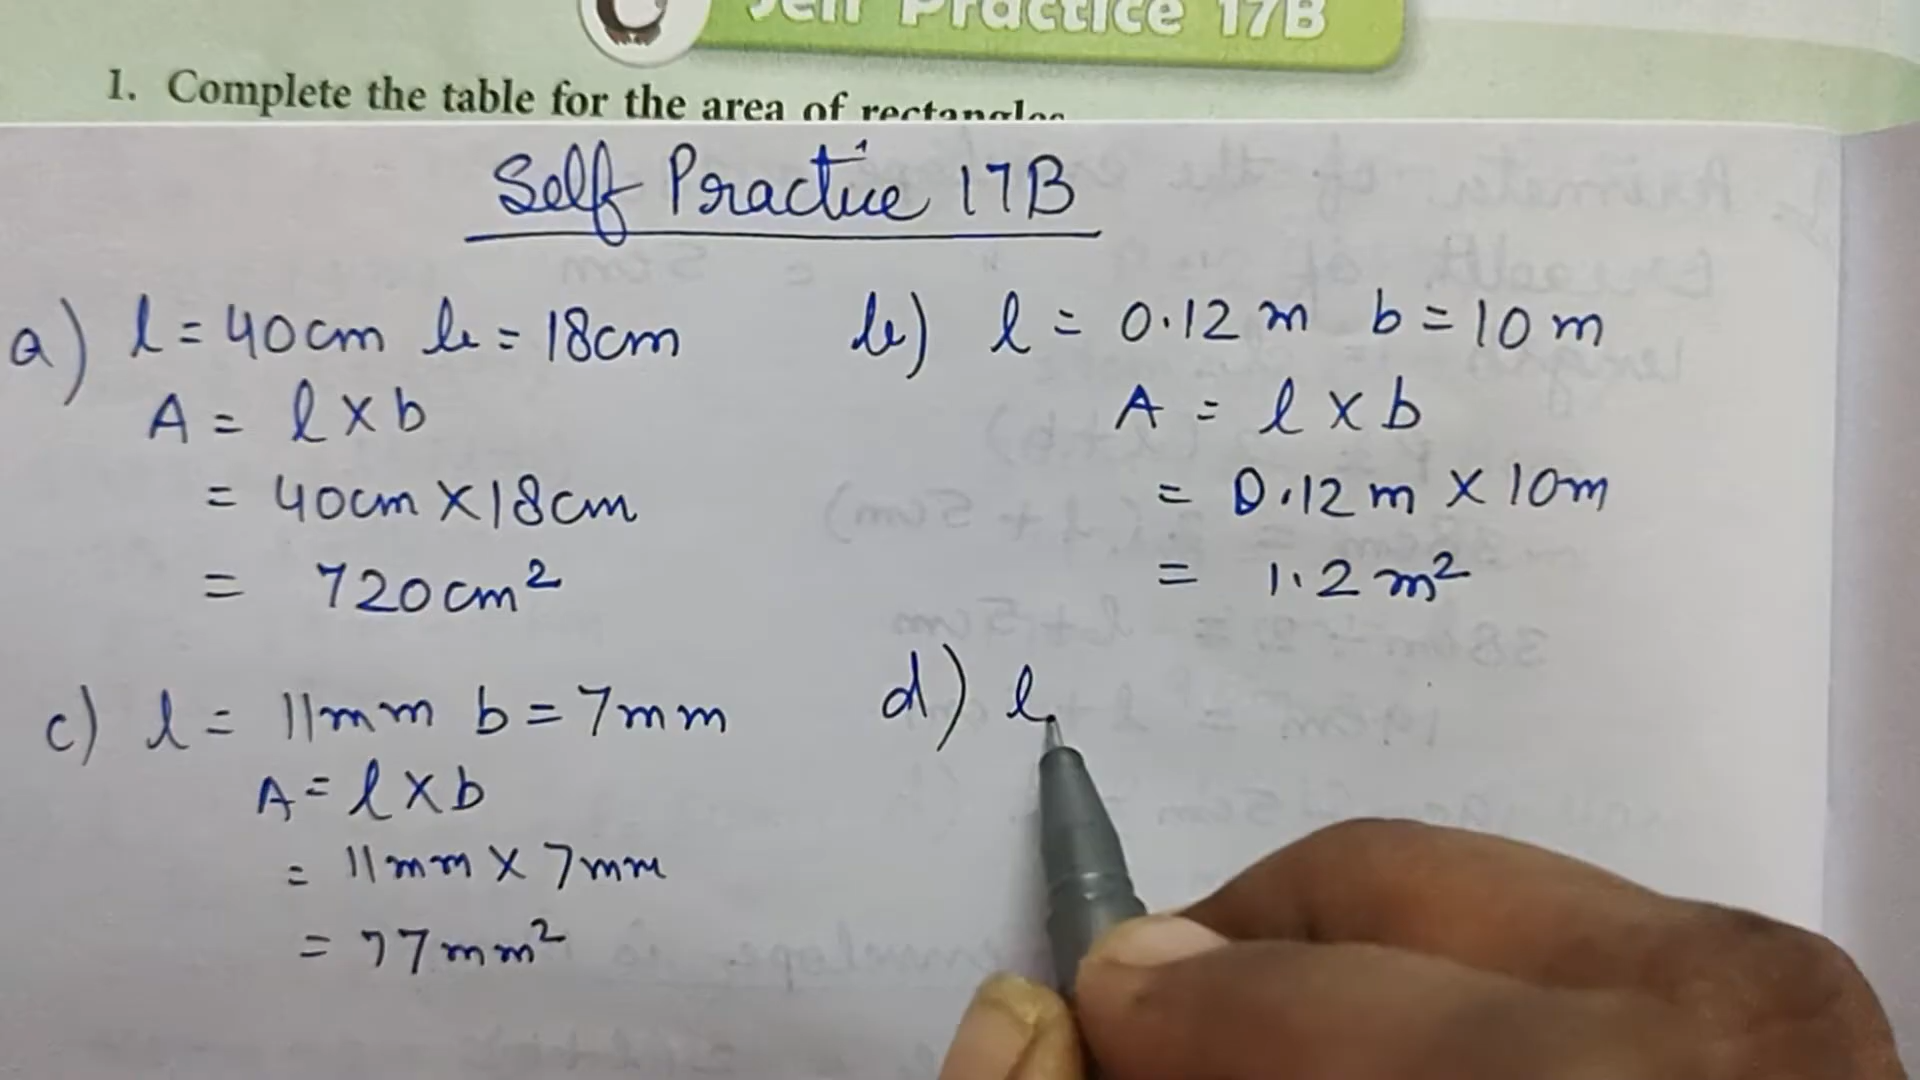 Self Practice 17B
1. Complete the table for the area of rectangles
Self Practice 17B
a) l = 40cm b = 18cm
A = l × b
= 40cm × 18cm
= 720cm²
b) l = 0.12 m b = 10 m
A = l × b
= 0.12 m × 10m
= 1.2 m²
c) l = 11mm b = 7mm
A = l × b
= 11mm × 7mm
= 77mm²
d) l